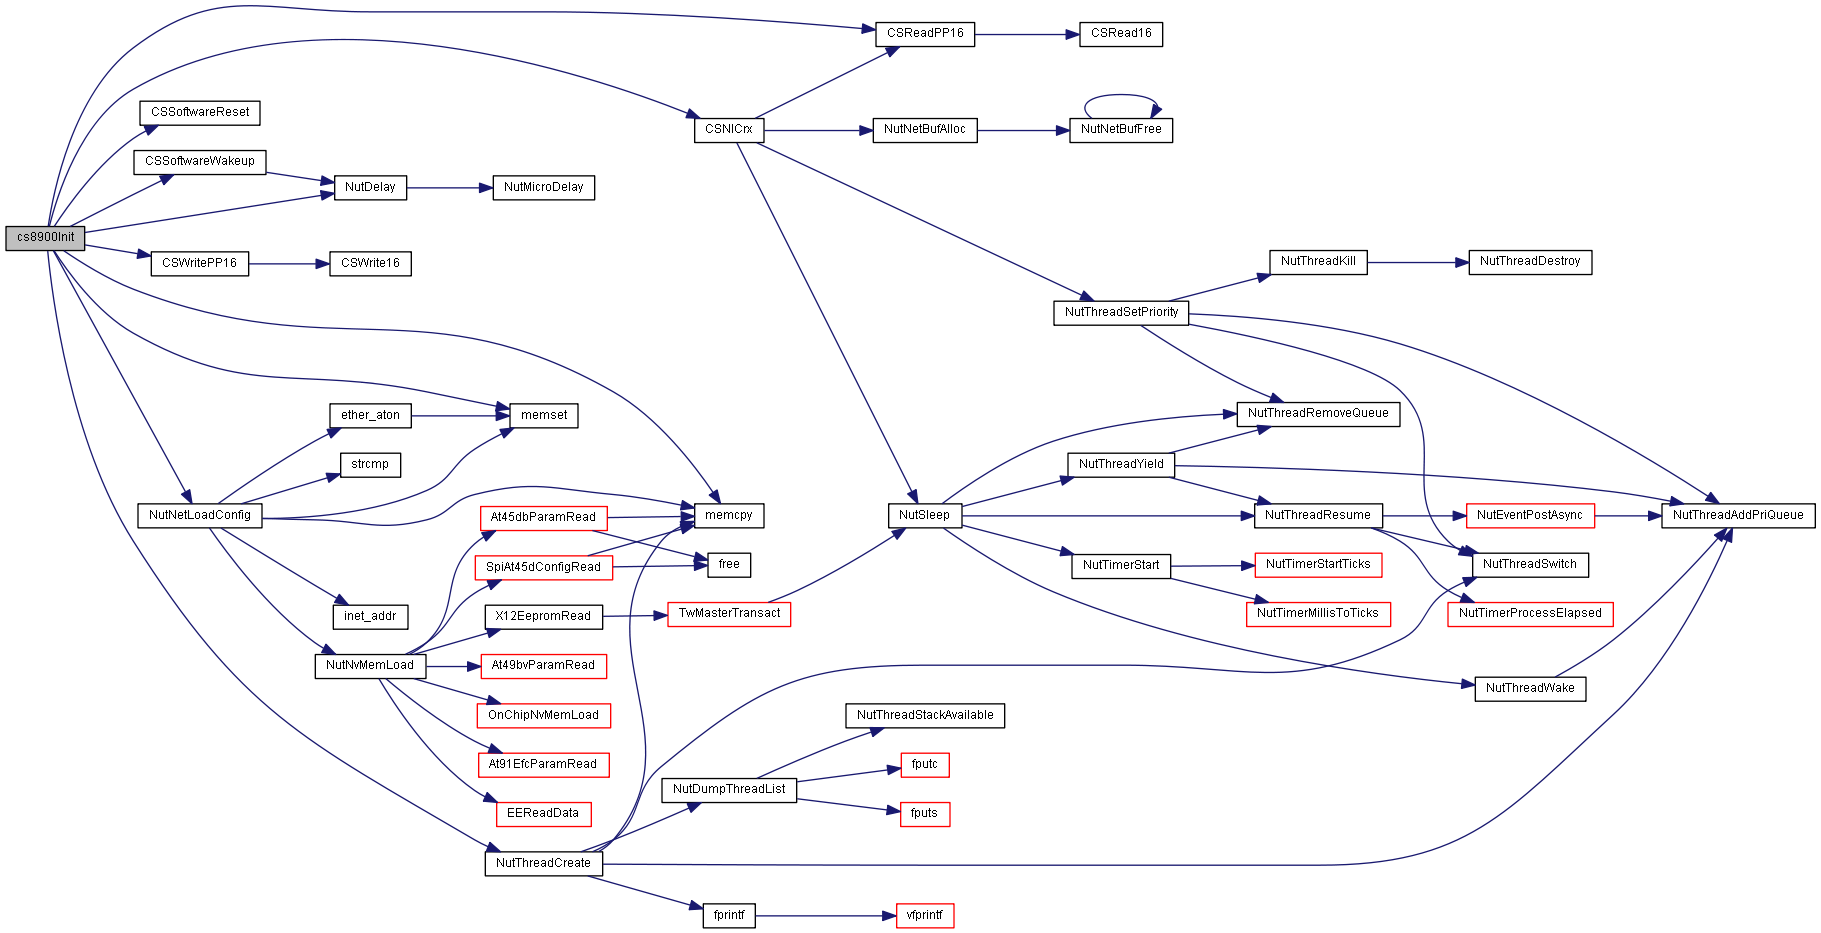 cs8900Init
CSSoftwareReset
CSSoftwareWakeup
NutDelay
NutMicroDelay
CSWritePP16
CSWrite16
CSReadPP16
CSRead16
CSNICrx
NutNetBufAlloc
NutNetBufFree
NutThreadKill
NutThreadDestroy
NutThreadSetPriority
NutThreadRemoveQueue
ether_aton
memset
strcmp
NutNetLoadConfig
inet_addr
NutNvMemLoad
At45dbParamRead
memcpy
SpiAt45dConfigRead
free
X12EepromRead
TwMasterTransact
At49bvParamRead
OnChipNvMemLoad
At91EfcParamRead
EEReadData
NutSleep
NutThreadYield
NutThreadResume
NutEventPostAsync
NutThreadAddPriQueue
NutTimerStart
NutTimerStartTicks
NutThreadSwitch
NutTimerMillisToTicks
NutTimerProcessElapsed
NutThreadWake
NutThreadStackAvailable
NutDumpThreadList
fputc
fputs
NutThreadCreate
fprintf
vfprintf